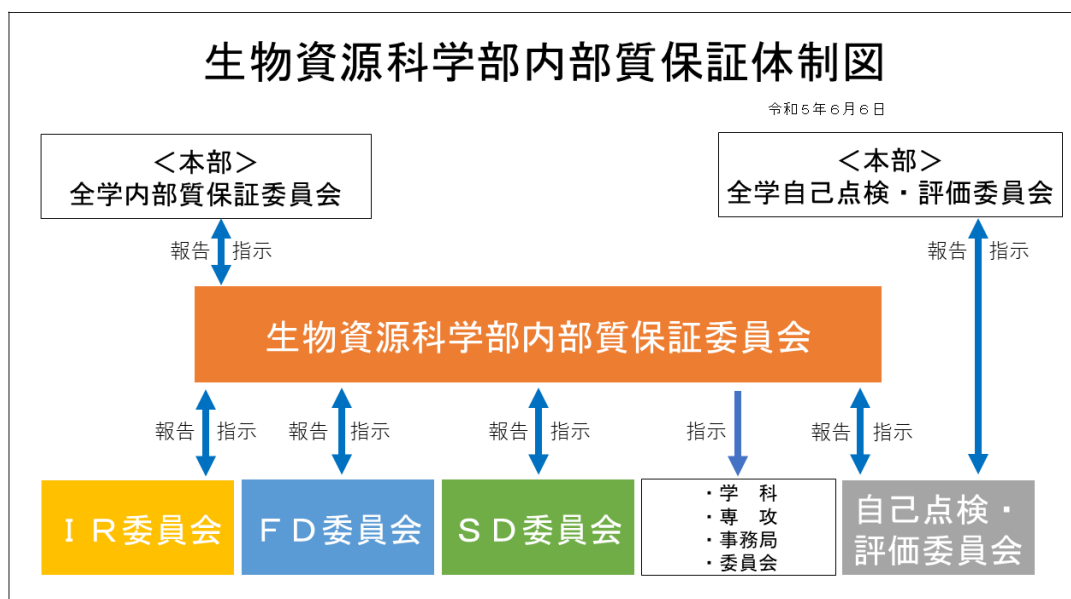 生物資源科学部内部質保証体制図
令和5年6月6日
＜本部＞
全学内部質保証委員会
＜本部＞
全学自己点検・評価委員会
報告 指示
報告 指示
生物資源科学部内部質保証委員会
報告 指示
報告 指示
報告 指示
指示
報告 指示
ＩＲ委員会
ＦＤ委員会
ＳＤ委員会
・学　科
・専　攻
・事務局
・委員会
自己点検・
評価委員会